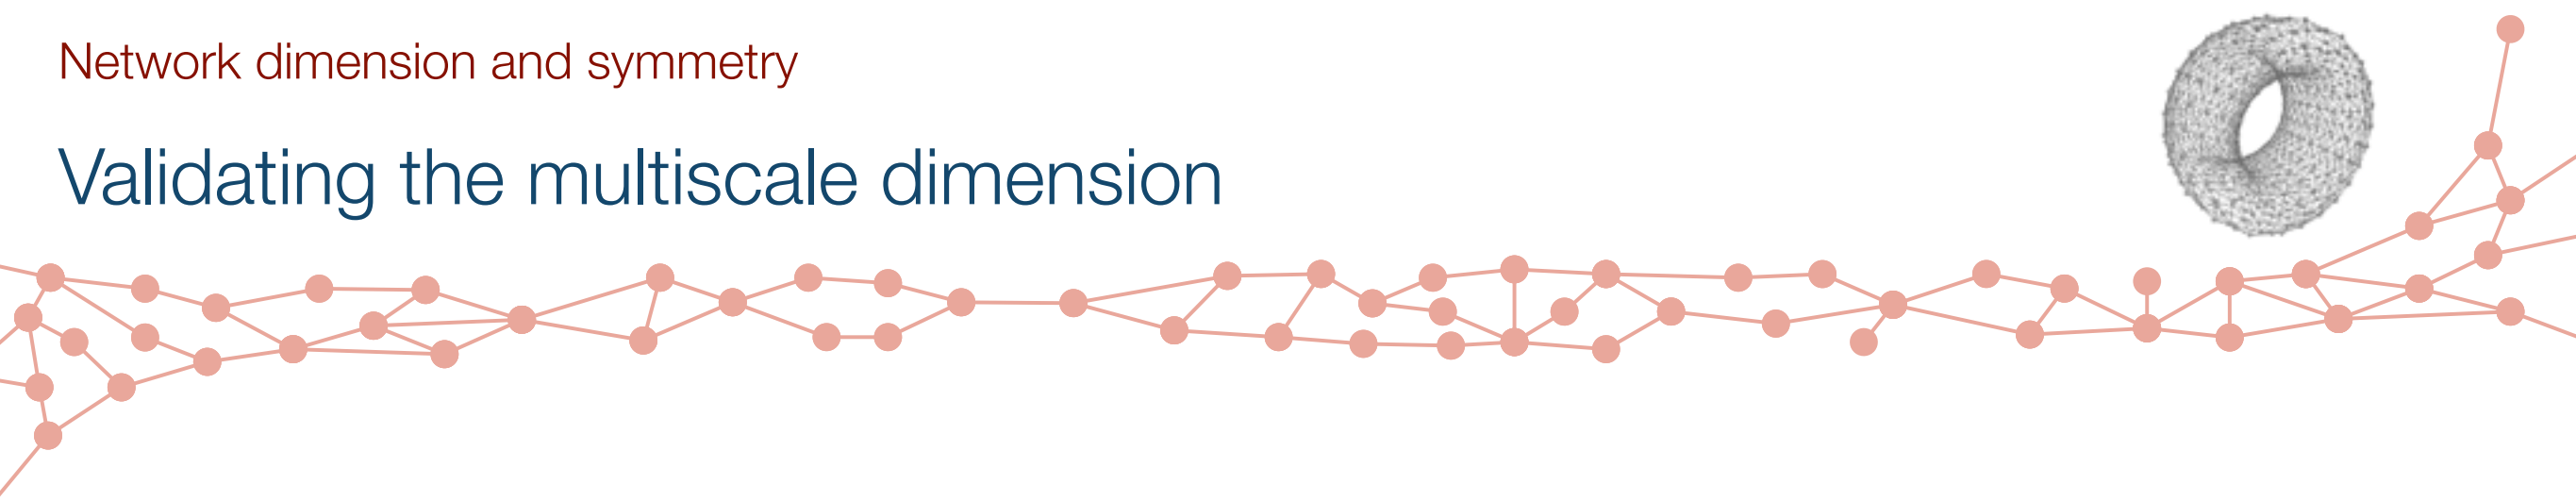 Network dimension and symmetry
Validating the multiscale dimension